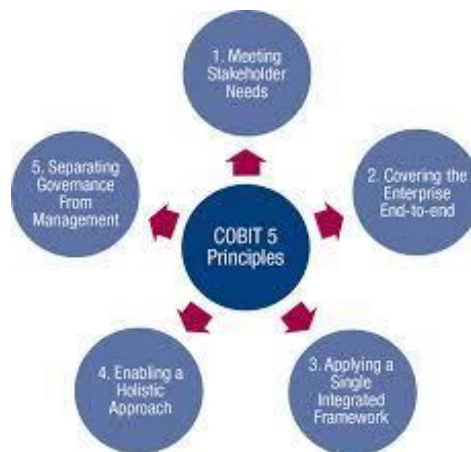 1. Meeting
Stakeholder
Needs
2. Covering the
Enterprise
End-to-end
3. Applying a
Single
Integrated
Framework
4. Enabling a
Holistic
Approach
5. Separating
Governance
From
Management
COBIT 5
Principles